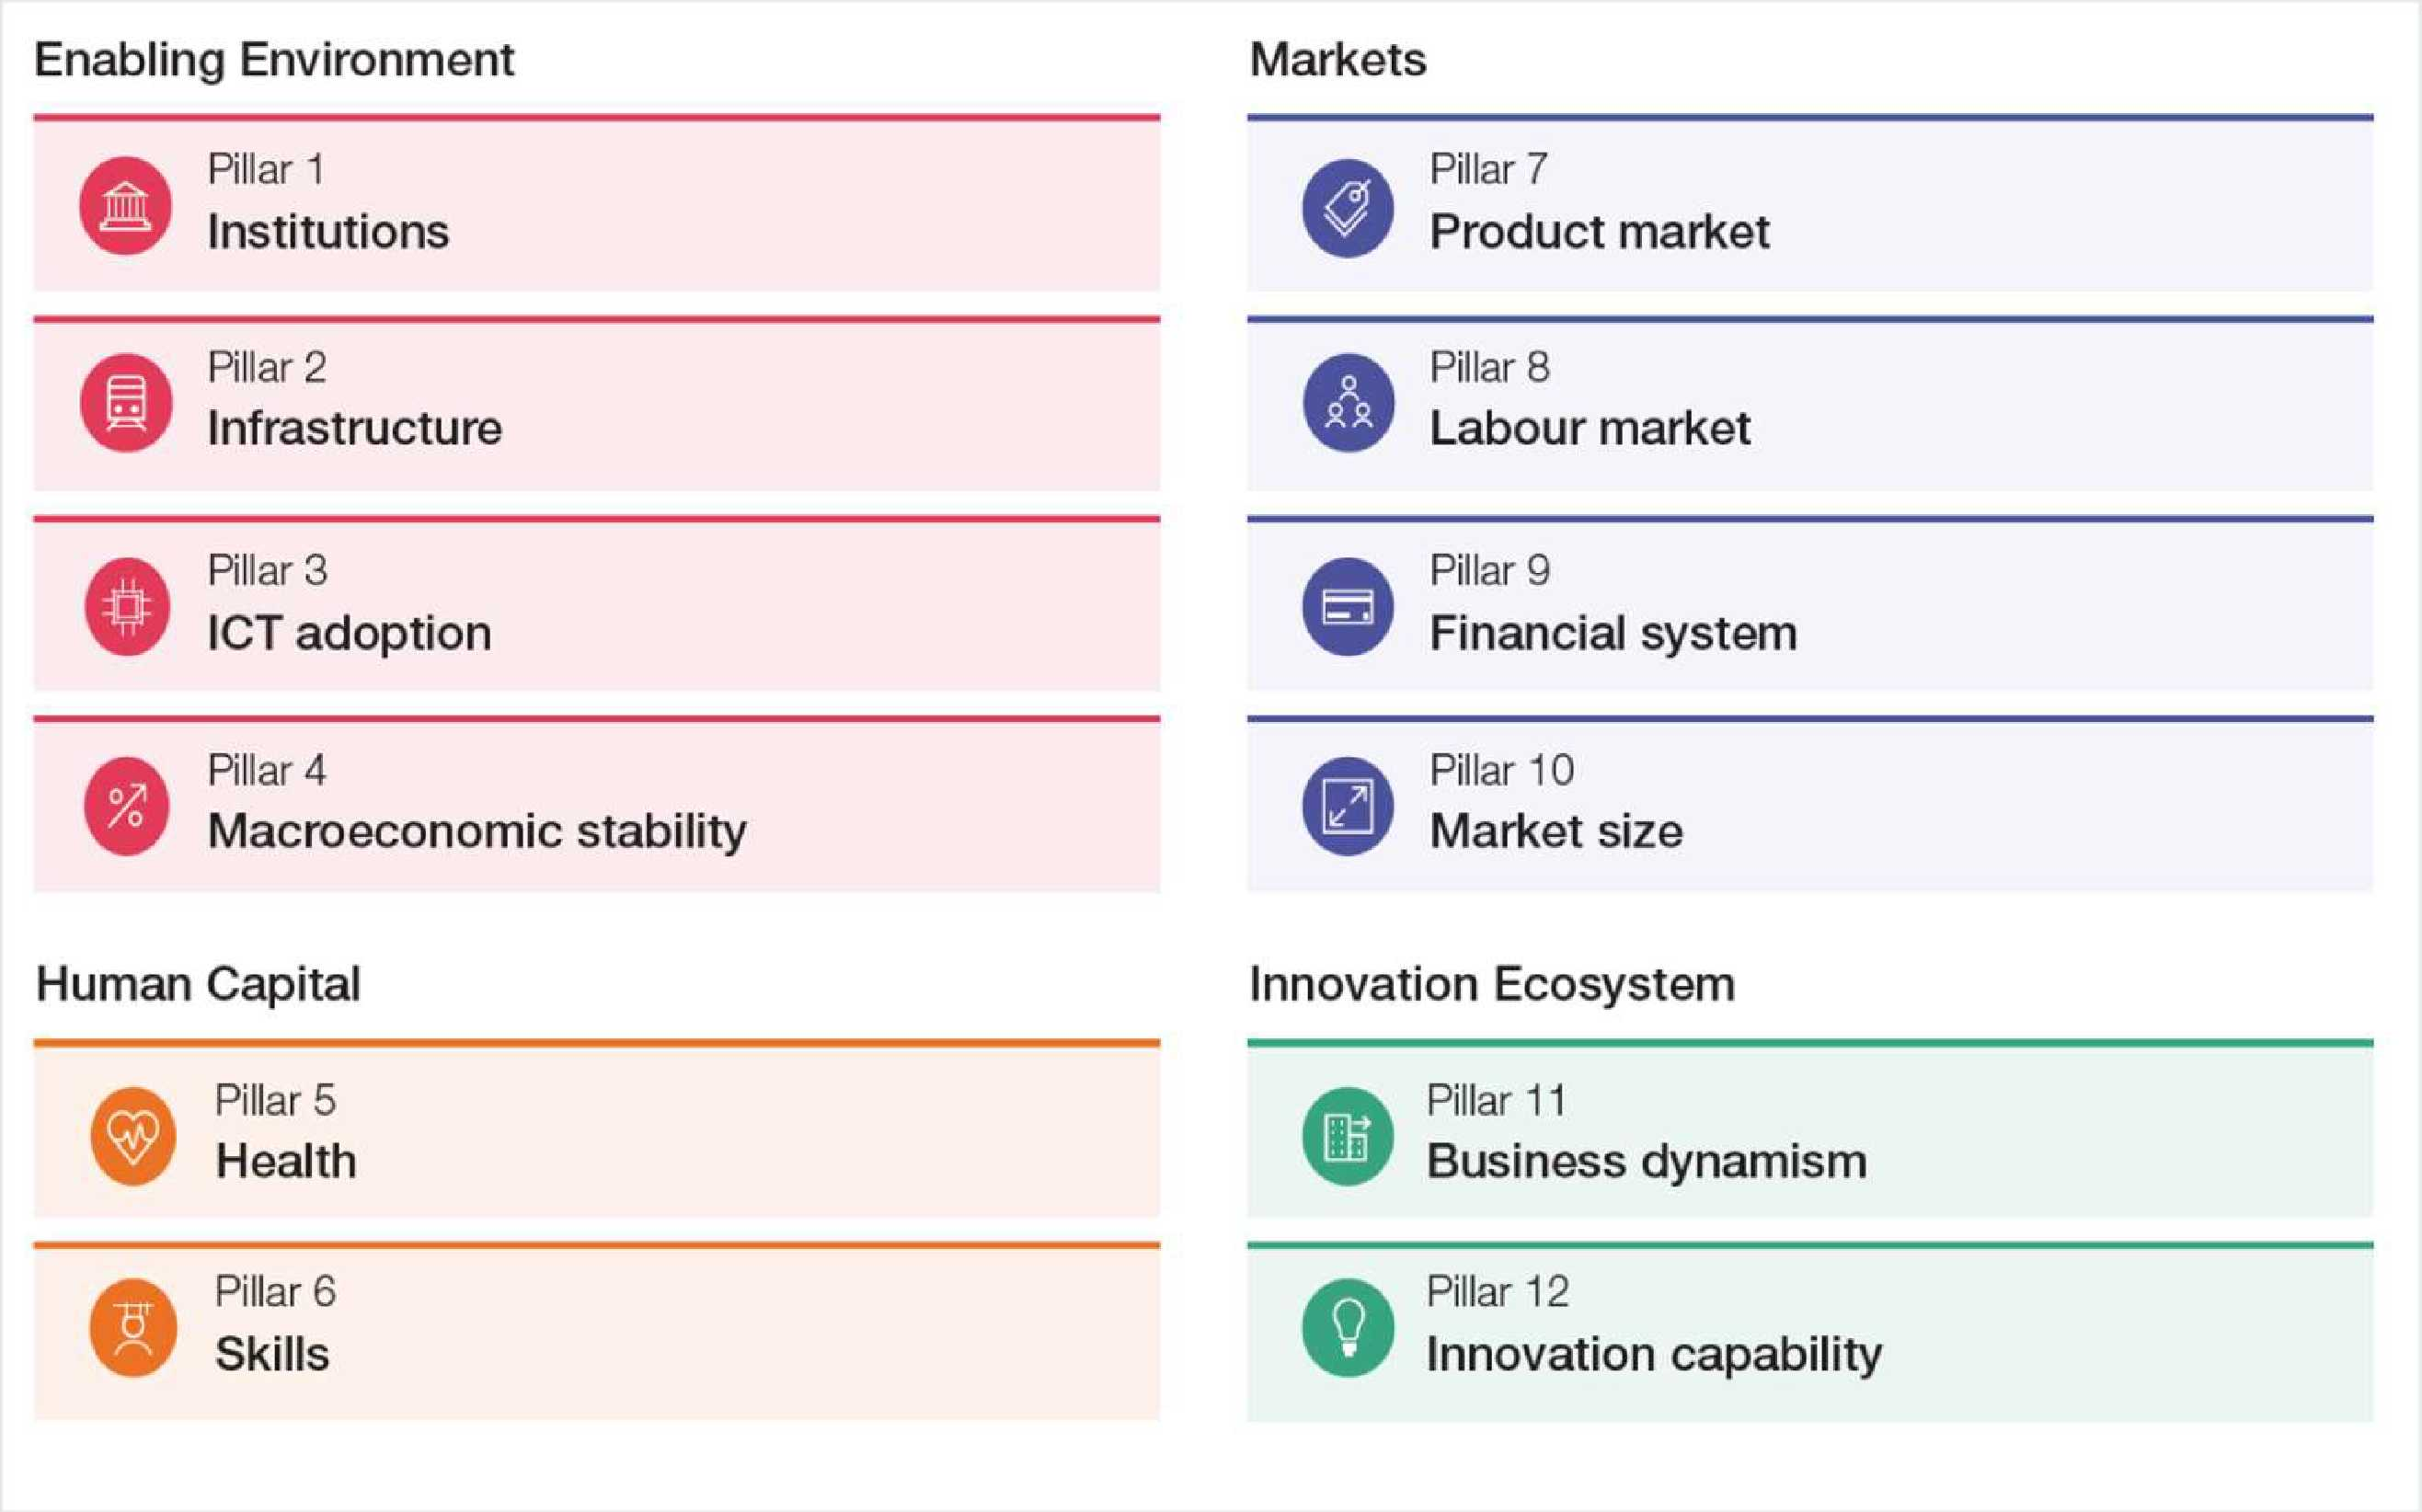 Enabling Environment
Pillar 1
Institutions
Pillar 2
Infrastructure
Pillar 3
ICT adoption
Pillar 4
Macroeconomic stability
Human Capital
Pillar 5
Health
Pillar 6
Skills
Markets
Pillar 7
Product market
Pillar 8
Labour market
Pillar 9
Financial system
Pillar 10
Market size
Innovation Ecosystem
Pillar 11
Business dynamism
Pillar 12
Innovation capability